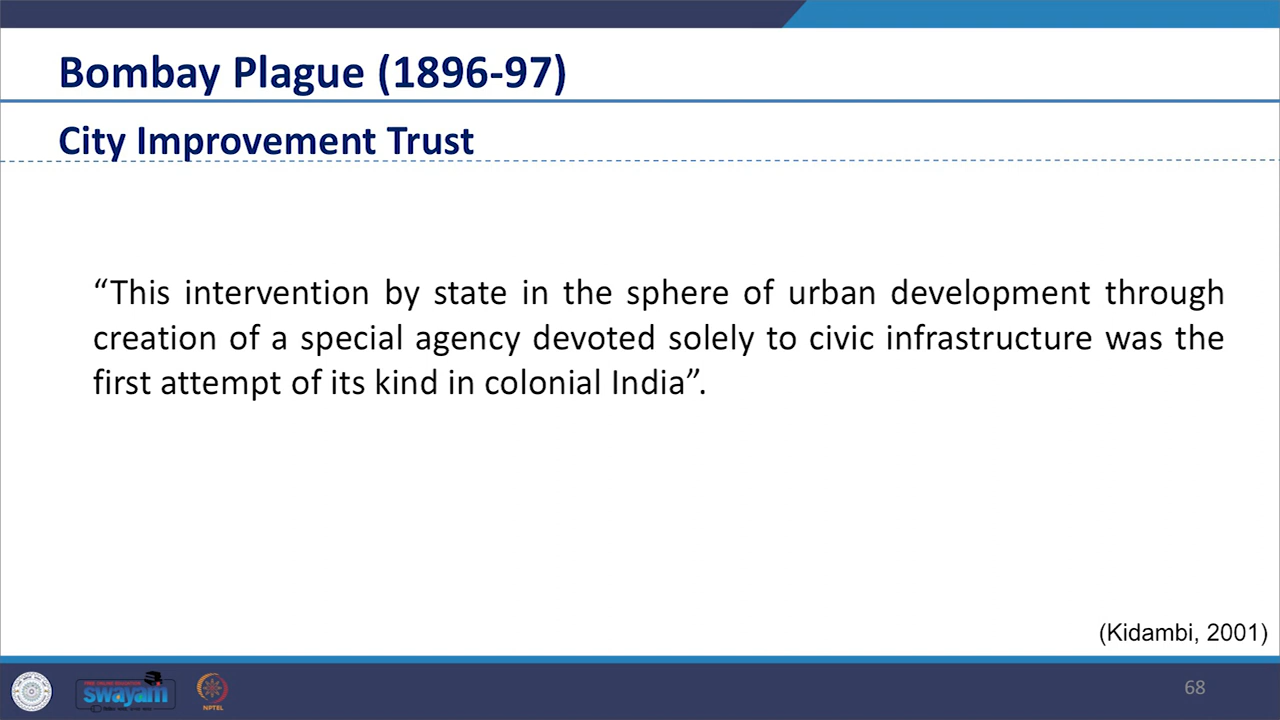 Bombay Plague (1896-97)
City Improvement Trust
“This intervention by state in the sphere of urban development through
creation of a special agency devoted solely to civic infrastructure was the
first attempt of its kind in colonial India”.
(Kidambi, 2001)
swayam
NPTEL
68